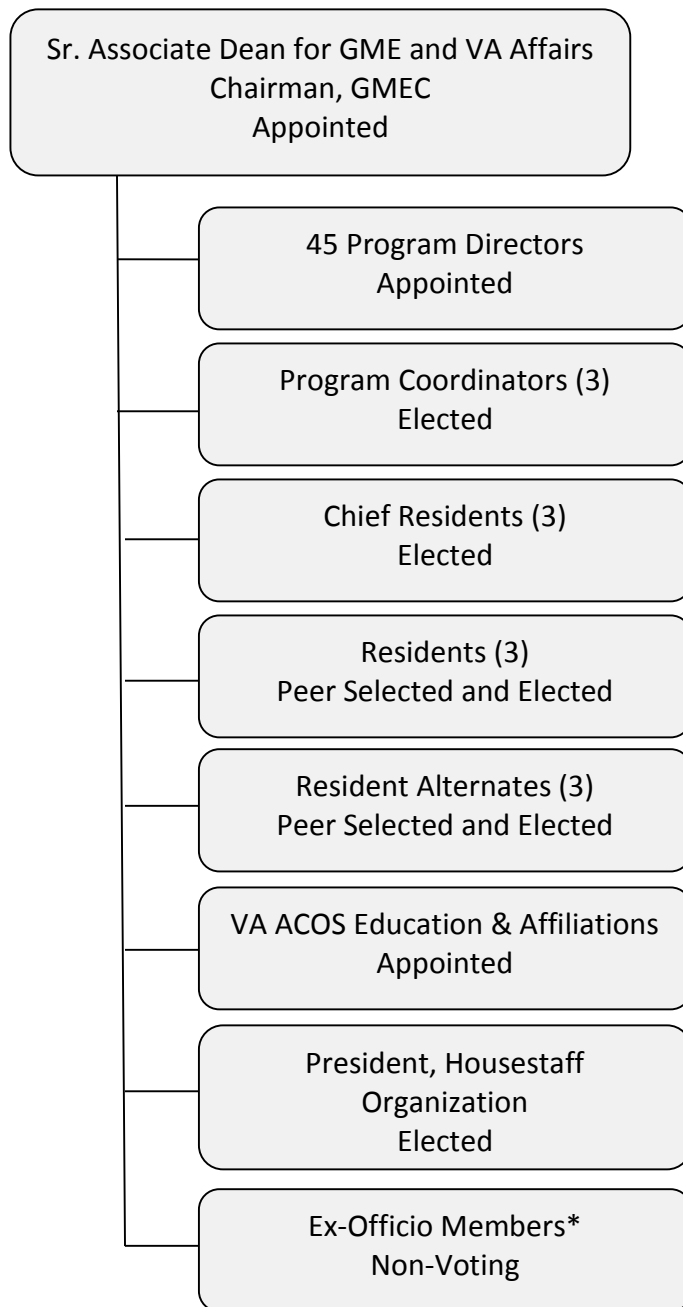 Sr. Associate Dean for GME and VA Affairs
Chairman, GMEC
Appointed
45 Program Directors
Appointed
Program Coordinators (3)
Elected
Chief Residents (3)
Elected
Residents (3)
Peer Selected and Elected
Resident Alternates (3)
Peer Selected and Elected
VA ACOS Education & Affiliations
Appointed
President, Housestaff
Organization
Elected
Ex-Officio Members*
Non-Voting